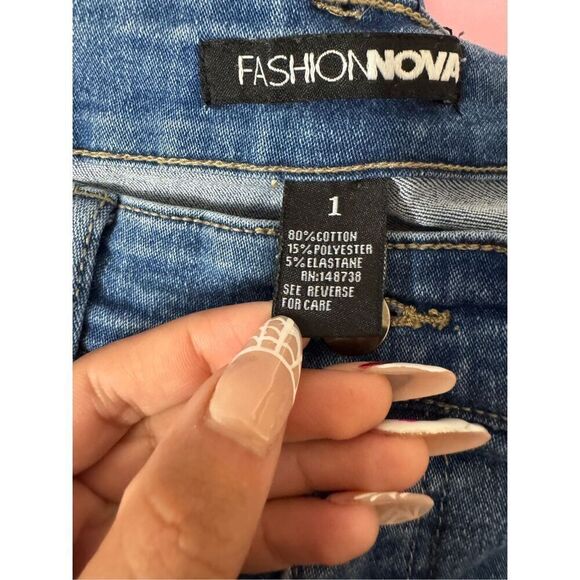 FASHIONNOVA
1
80%COTTON
15%POLYESTER
5%ELASTANE
RN:148738
SEE REVERSE
FOR CARE